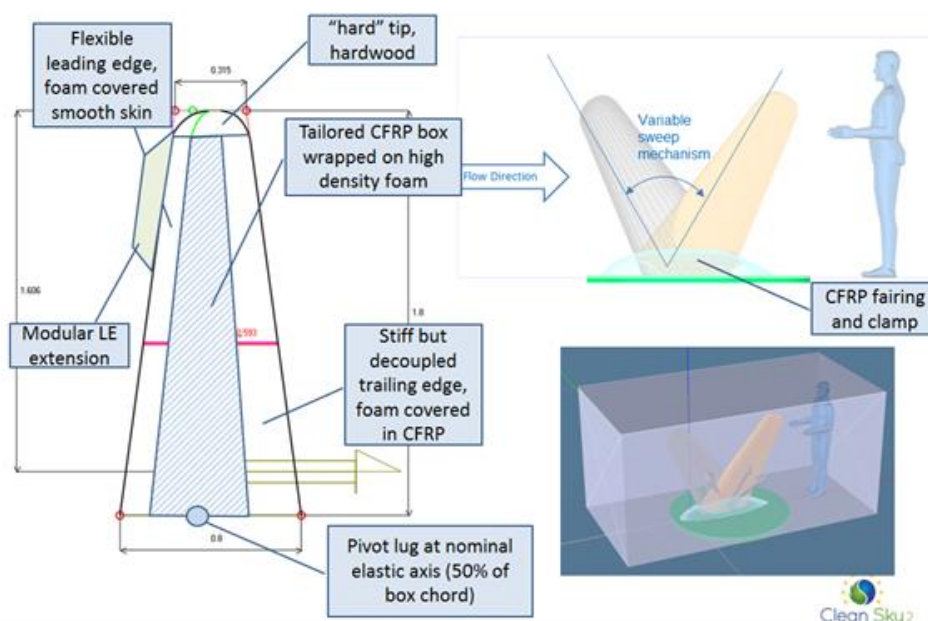 Flexible
leading edge,
foam covered
smooth skin
“hard” tip,
hardwood
0.315
Tailored CFRP box
wrapped on high
density foam
Variable
sweep
mechanism
Flow Direction
1.606
1.8
CFRP fairing
and clamp
Modular LE
extension
0.593
Stiff but
decoupled
trailing edge,
foam covered
in CFRP
0.8
Pivot lug at nominal
elastic axis (50% of
box chord)
Clean Sky2